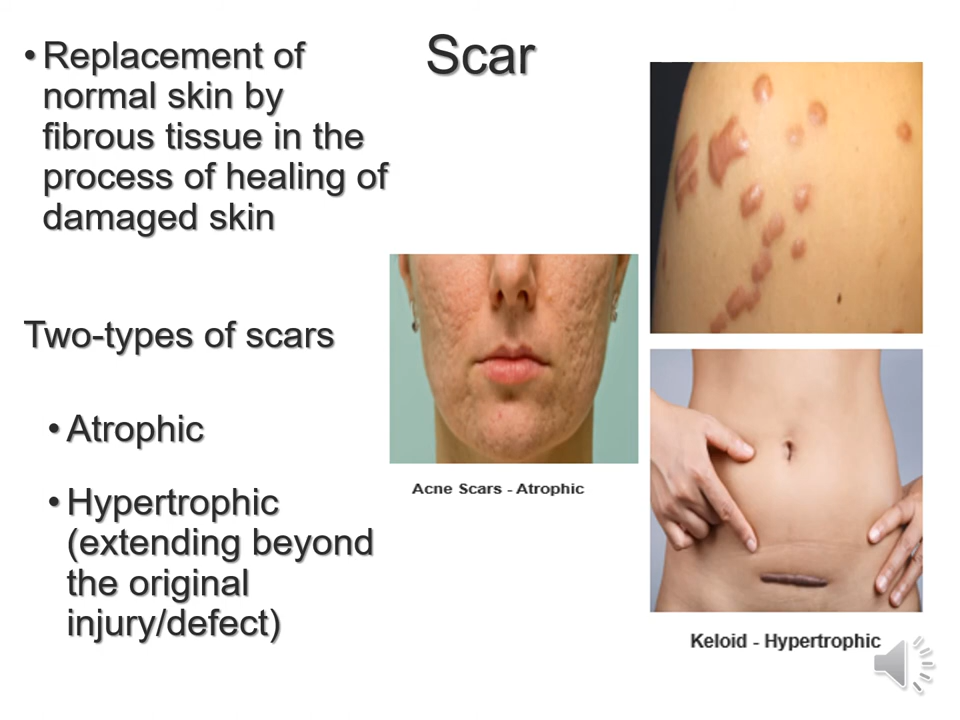 Scar
• Replacement of
normal skin by
fibrous tissue in the
process of healing of
damaged skin
Two-types of scars
• Atrophic
• Hypertrophic
(extending beyond
the original
injury/defect)
Acne Scars - Atrophic
Keloid - Hypertrophic